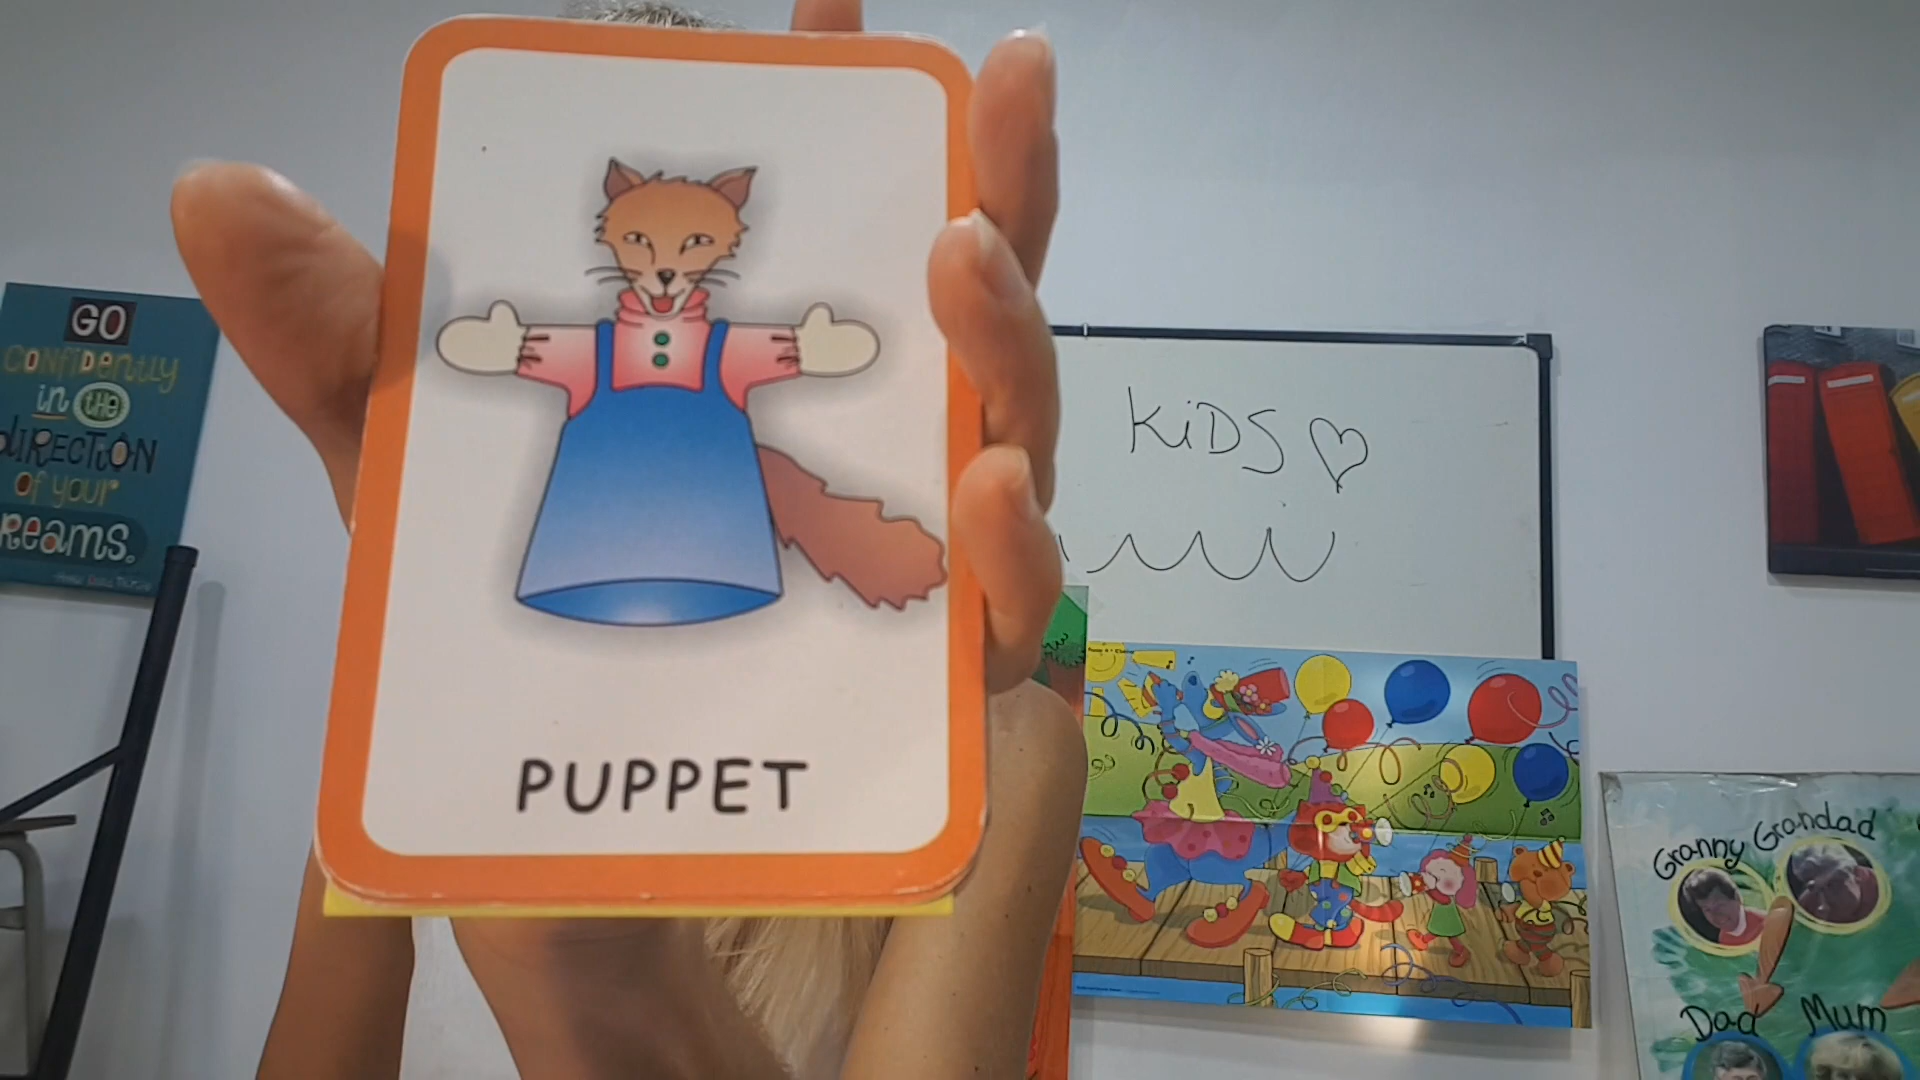 PUPPET
GO
CONFIDENTLY
in the
diRECTION
of your
REAMS.
KiDS
Granny Grandad
Dad Mum